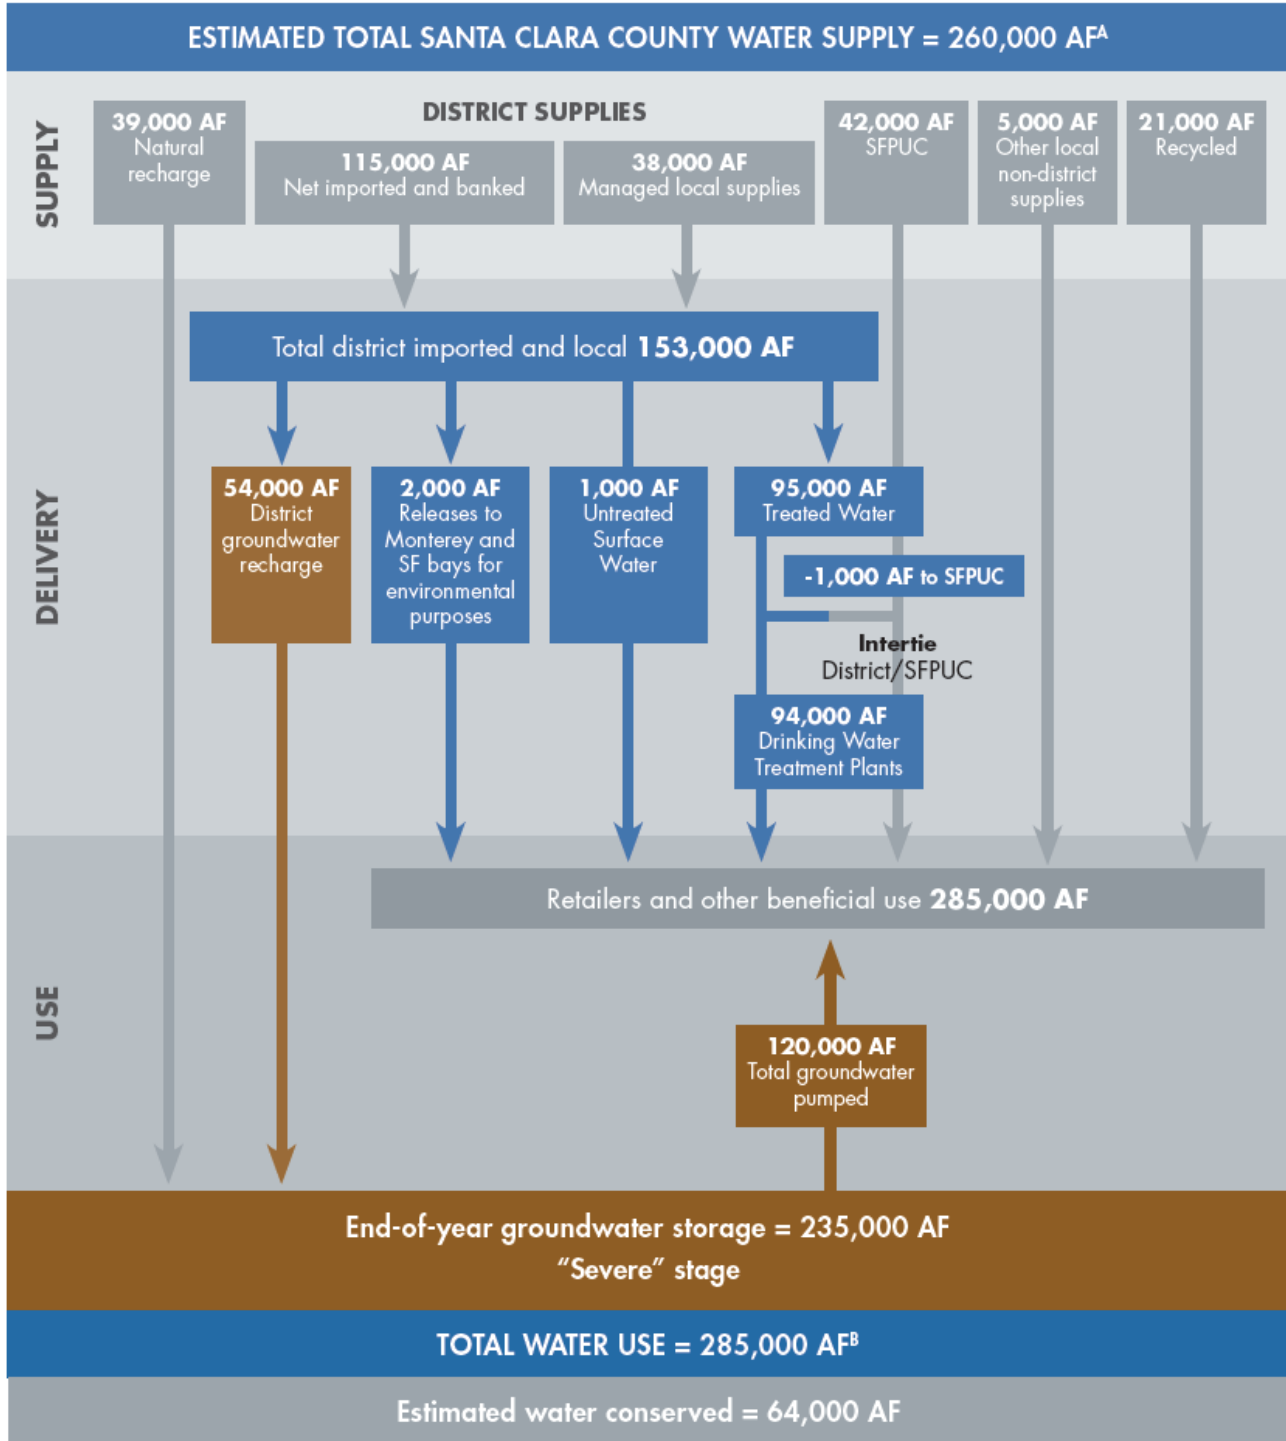 ESTIMATED TOTAL SANTA CLARA COUNTY WATER SUPPLY = 260,000 AFᴬ
SUPPLY
39,000 AF
Natural
recharge
DISTRICT SUPPLIES
115,000 AF
Net imported and banked
38,000 AF
Managed local supplies
42,000 AF
SFPUC
5,000 AF
Other local
non-district
supplies
21,000 AF
Recycled
DELIVERY
Total district imported and local 153,000 AF
54,000 AF
District
groundwater
recharge
2,000 AF
Releases to
Monterey and
SF bays for
environmental
purposes
1,000 AF
Untreated
Surface
Water
95,000 AF
Treated Water
-1,000 AF to SFPUC
Intertie
District/SFPUC
94,000 AF
Drinking Water
Treatment Plants
USE
Retailers and other beneficial use 285,000 AF
120,000 AF
Total groundwater
pumped
End-of-year groundwater storage = 235,000 AF
“Severe” stage
TOTAL WATER USE = 285,000 AFᴮ
Estimated water conserved = 64,000 AF